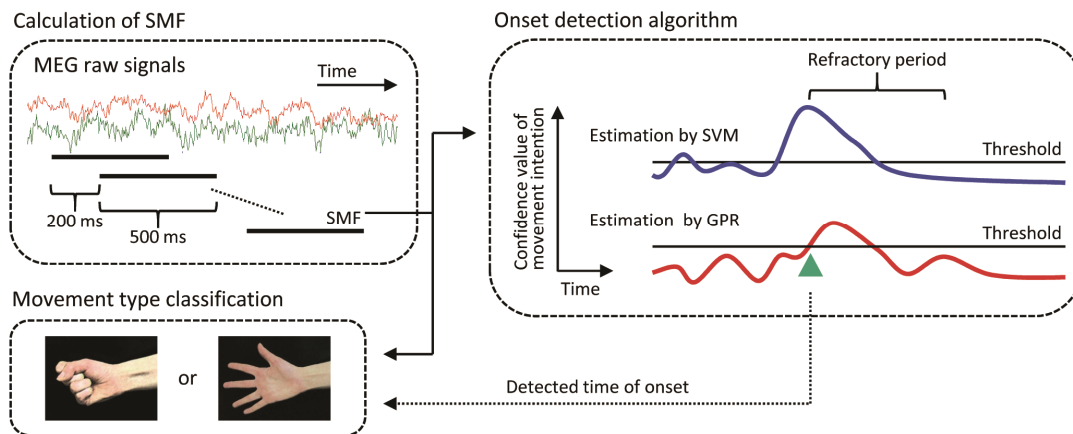 Calculation of SMF
MEG raw signals
Time
200 ms
500 ms
SMF
Movement type classification
or
Onset detection algorithm
Refractory period
Confidence value of
movement intention
Estimation by SVM
Threshold
Estimation by GPR
Threshold
Time
Detected time of onset